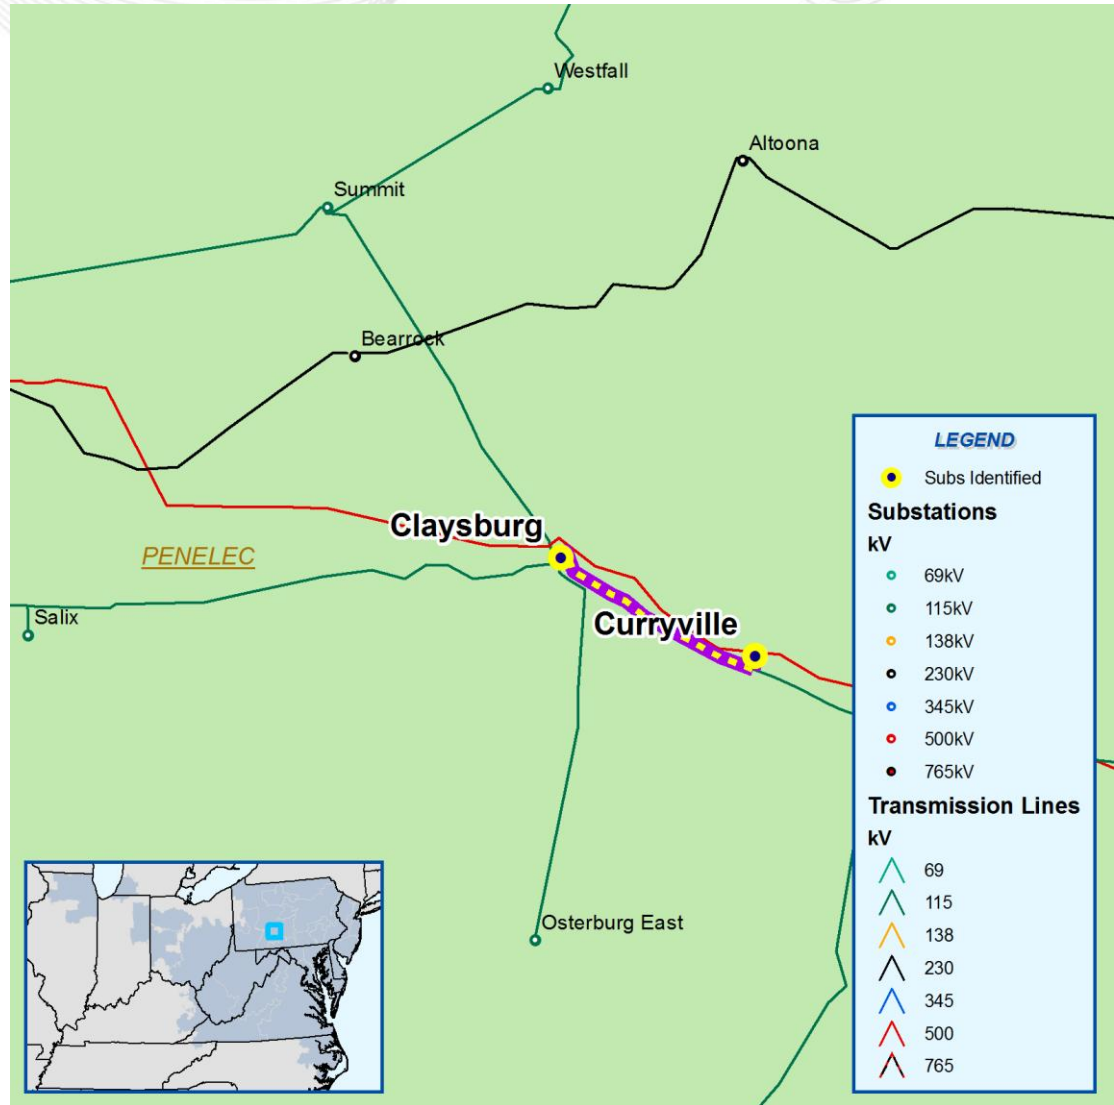 Westfall
Altoona
Summit
Bearrock
Claysburg
PENELEC
Curryville
Salix
Osterburg East
LEGEND
Subs Identified
Substations
kV
69kV
115kV
138kV
230kV
345kV
500kV
765kV
Transmission Lines
kV
69
115
138
230
345
500
765